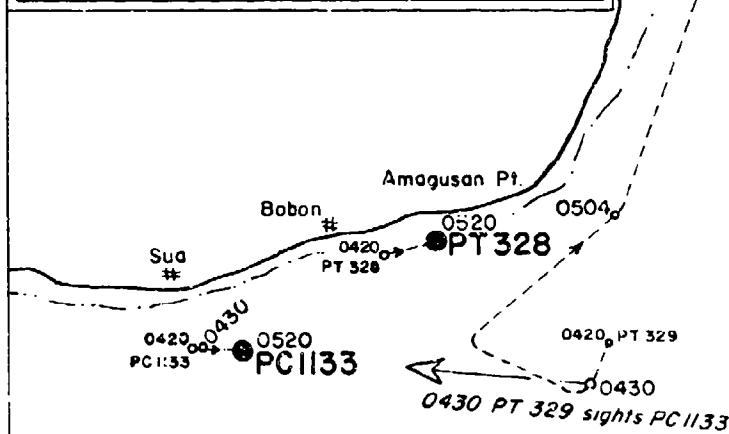 Amagusan Pt.
Bobon
0504
0520
PT 328
0420
PT 328
Sua
0430
0420
PC1133
0520
PC1133
0420 PT 329
0430
0430 PT 329 sights PC1133